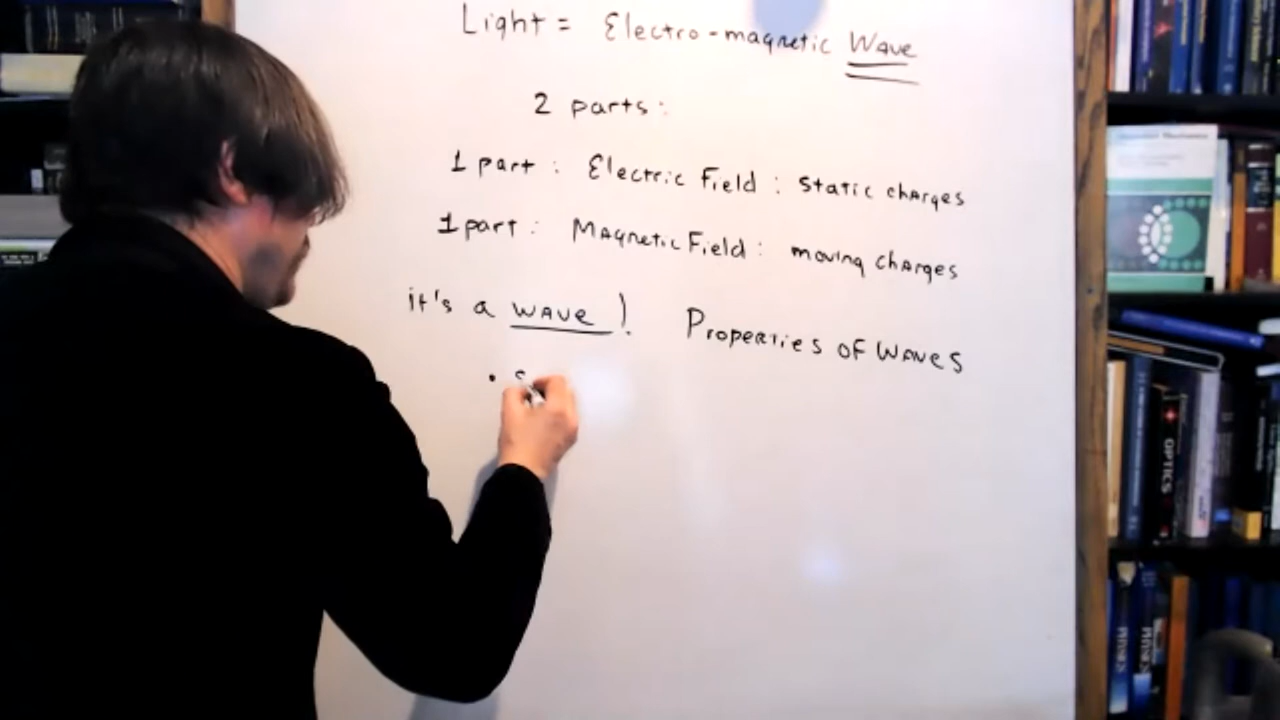 Light = Electro-magnetic Wave
2 parts:
1 part : Electric Field : static charges
1 part : Magnetic Field : moving charges
it's a wave! Properties of waves
OPTICS